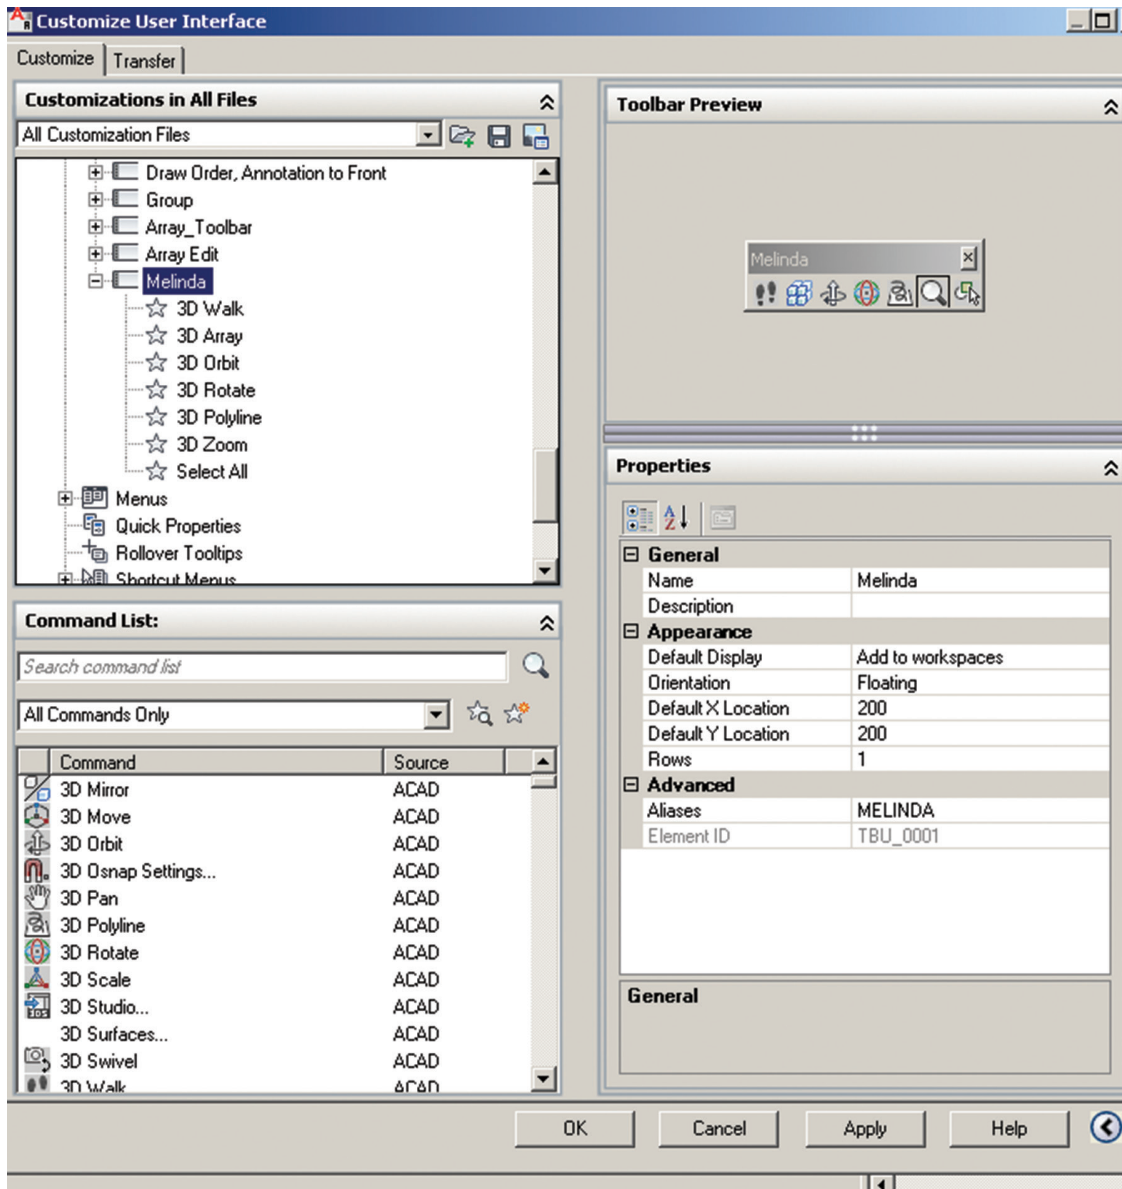 Customize User Interface
Customize
Transfer
Customizations in All Files
All Customization Files
Draw Order, Annotation to Front
Group
Array_Toolbar
Array Edit
Melinda
3D Walk
3D Array
3D Orbit
3D Rotate
3D Polyline
3D Zoom
Select All
Menus
Quick Properties
Rollover Tooltips
Shortcut Menus
Command List:
Search command list
All Commands Only
Command Source
3D Mirror ACAD
3D Move ACAD
3D Orbit ACAD
3D Osnap Settings... ACAD
3D Pan ACAD
3D Polyline ACAD
3D Rotate ACAD
3D Scale ACAD
3D Studio... ACAD
3D Surfaces... ACAD
3D Swivel ACAD
3D Walk ACAD
Toolbar Preview
Melinda
Properties
General
Name Melinda
Description
Appearance
Default Display Add to workspaces
Orientation Floating
Default X Location 200
Default Y Location 200
Rows 1
Advanced
Aliases MELINDA
Element ID TBU_0001
General
OK
Cancel
Apply
Help